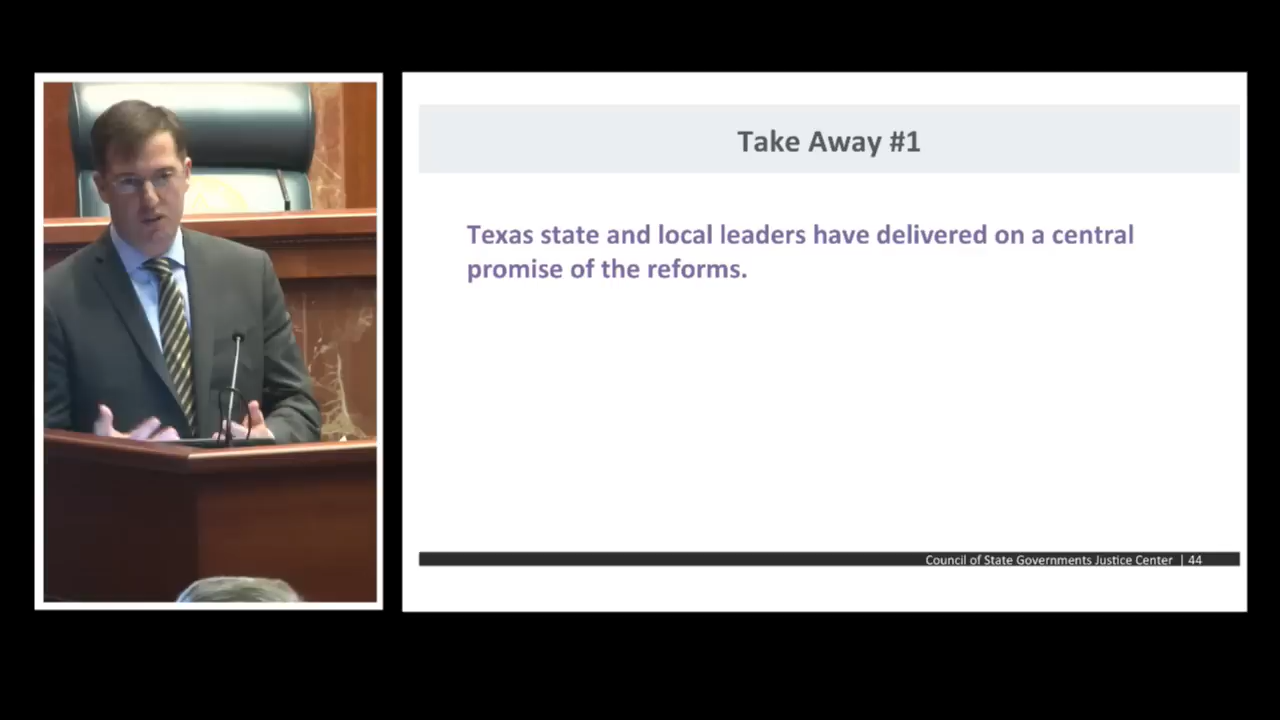 Take Away #1
Texas state and local leaders have delivered on a central
promise of the reforms.
Council of State Governments Justice Center | 44